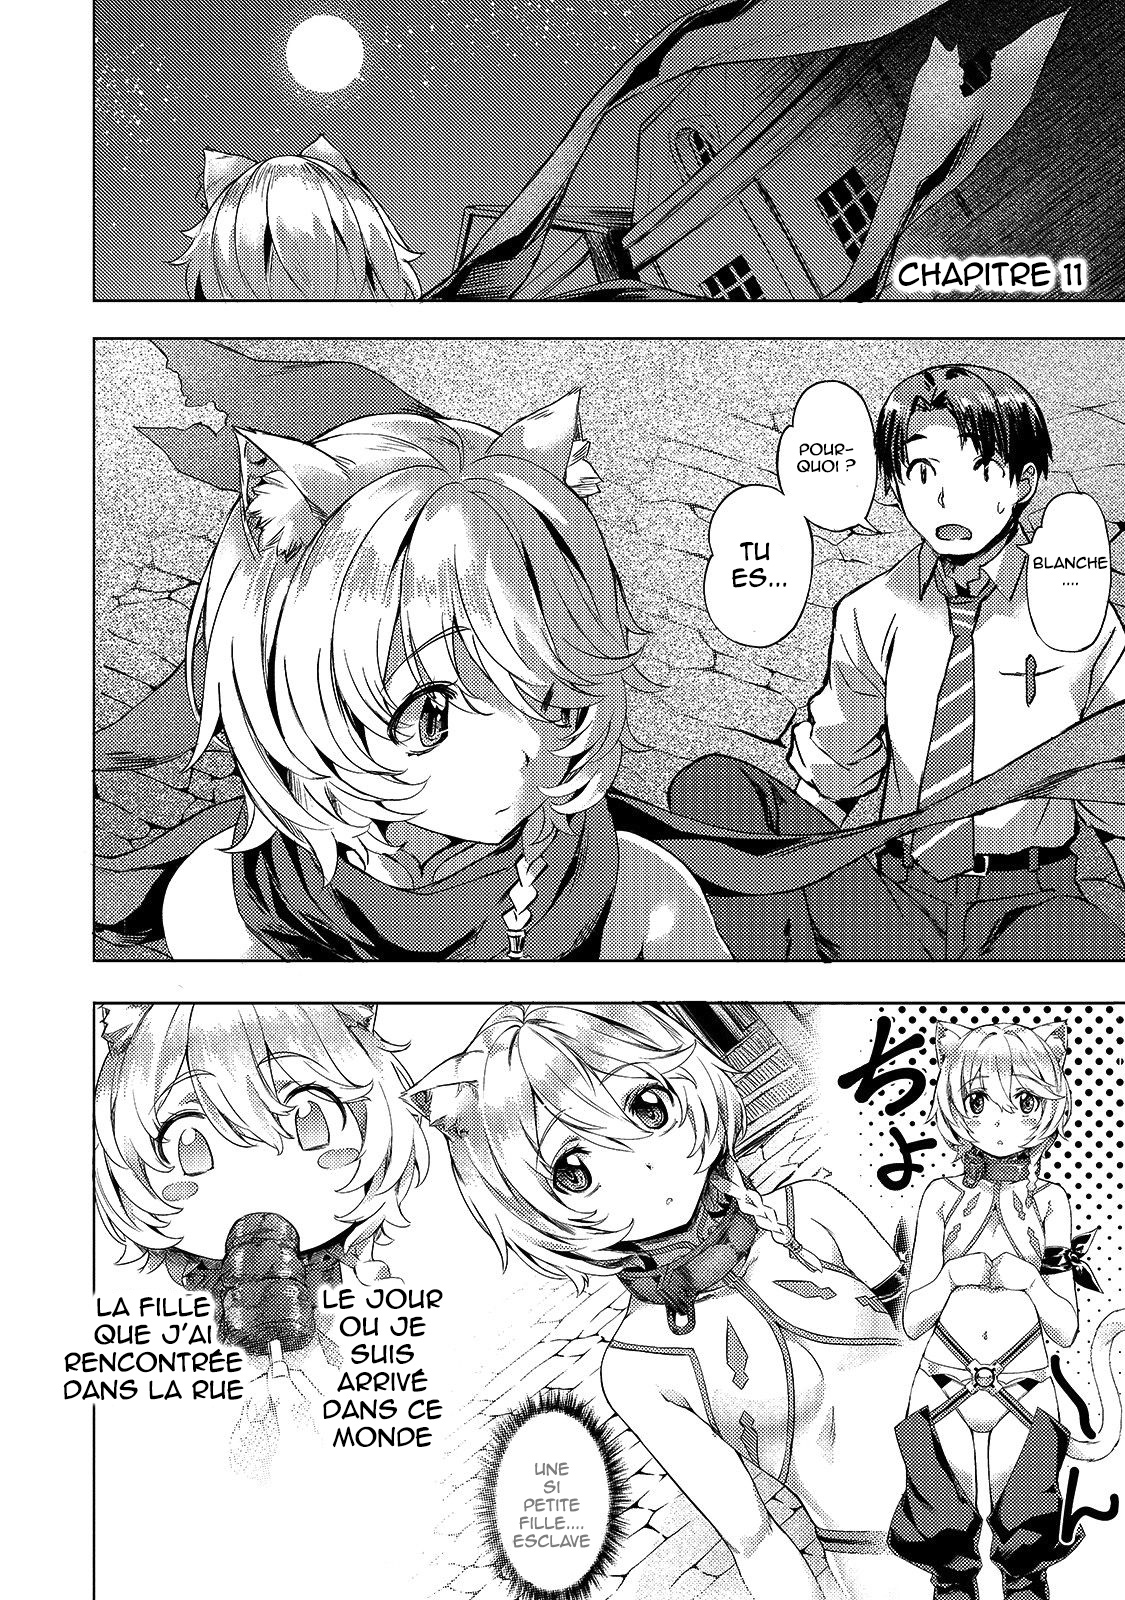 CHAPITRE 11
BLANCHE
....
POUR-
QUOI ?
TU
ES...
ちょ
〜
ん
UNE
SI
PETITE
FILLE....
ESCLAVE
LE JOUR
OU JE
SUIS
ARRIVÉ
DANS CE
MONDE
LA FILLE
QUE J'AI
RENCONTRÉE
DANS LA RUE